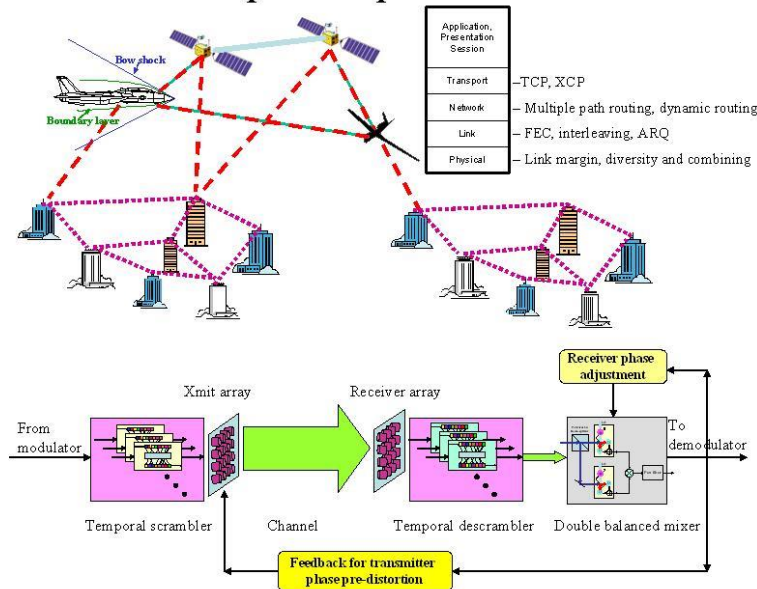 Bow shock
Boundary layer
Application,
Presentation
Session
Transport
–TCP, XCP
Network
– Multiple path routing, dynamic routing
Link
– FEC, interleaving, ARQ
Physical
– Link margin, diversity and combining
Receiver phase
adjustment
Xmit array
Receiver array
From
modulator
To
demodulator
Temporal scrambler
Channel
Temporal descrambler
Double balanced mixer
Feedback for transmitter
phase pre-distortion